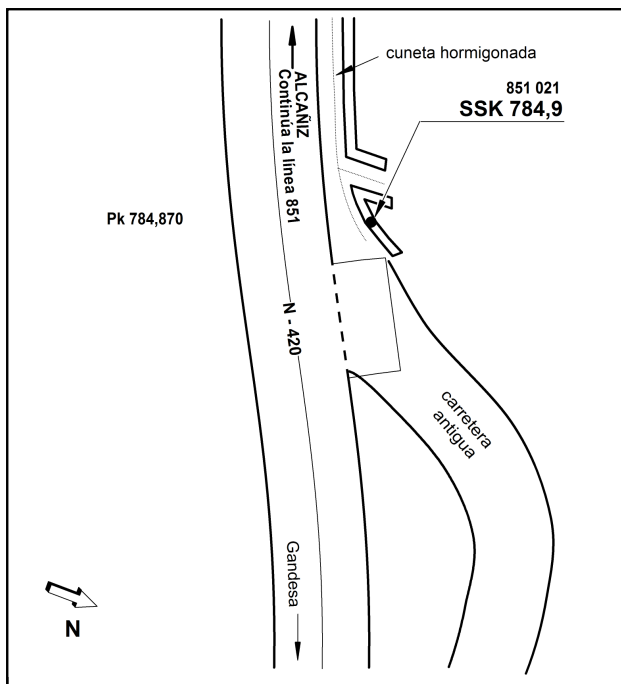 cuneta hormigonada
851 021
SSK 784,9
ALCAÑIZ
Continúa la línea 851
Pk 784,870
N - 420
carretera
antigua
Gandesa
N